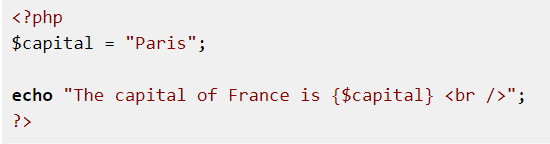 <?php
$capital = "Paris";
echo "The capital of France is {$capital} <br />";
?>